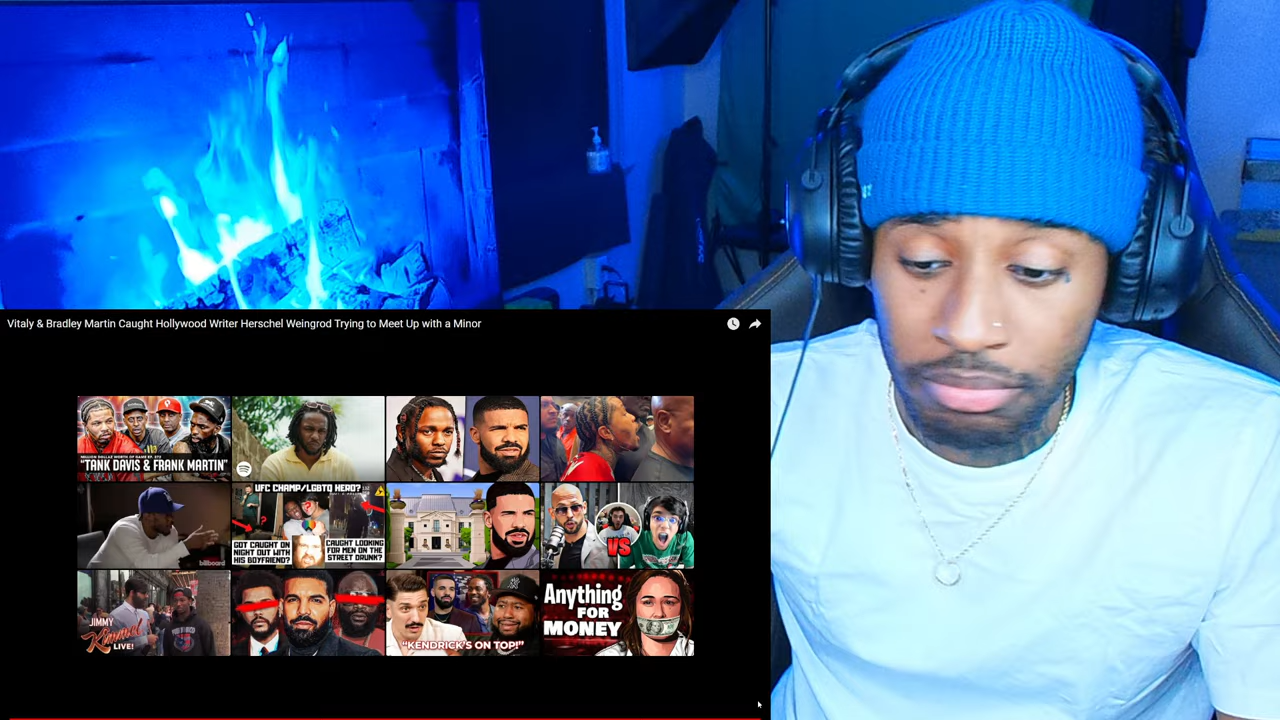 Vitaly & Bradley Martin Caught Hollywood Writer Herschel Weingrod Trying to Meet Up with a Minor
"TANK DAVIS & FRANK MARTIN"
UFC CHAMP/LGBTQ HERO?
GOT CAUGHT ON
NIGHT OUT WITH
HIS BOYFRIEND?
CAUGHT LOOKING
FOR MEN ON THE
STREET DRUNK?
VS
billboard
JIMMY
Kimmel
LIVE!
"KENDRICK'S ON TOP!"
Anything
FOR
MONEY